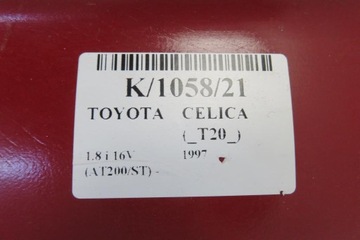 K/1058/21
TOYOTA CELICA
(_T20_)
1.8 i 16V 1997
(AT200/ST) -